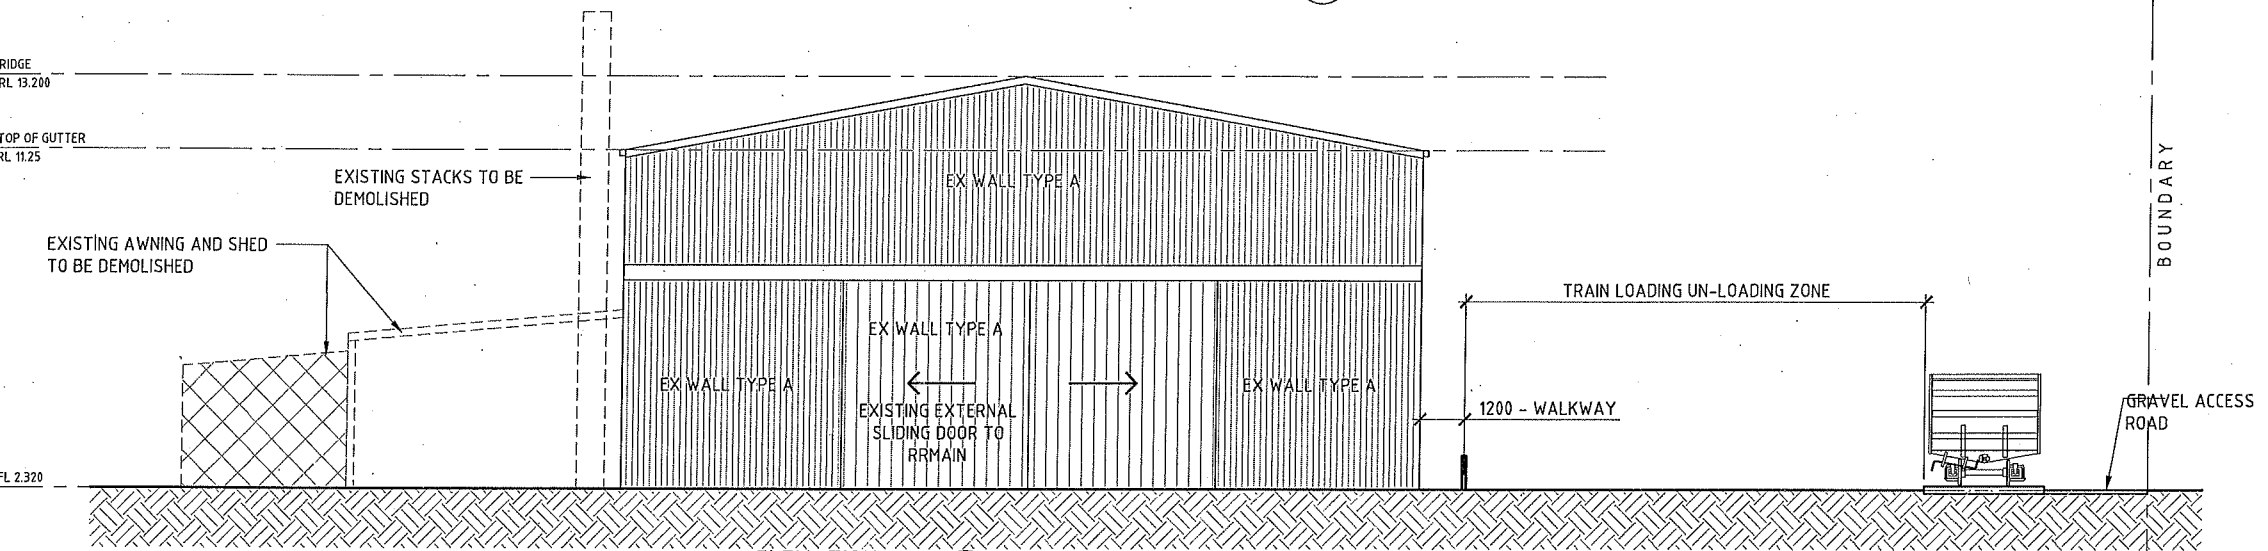 RIDGE
RL 13.200
TOP OF GUTTER
RL 11.25
EXISTING STACKS TO BE
DEMOLISHED
EX WALL TYPE A
EXISTING AWNING AND SHED
TO BE DEMOLISHED
BOUNDARY
TRAIN LOADING UN-LOADING ZONE
EX WALL TYPE A
EX WALL TYPE A
EX WALL TYPE A
EXISTING EXTERNAL
SLIDING DOOR TO
RRMAIN
1200 - WALKWAY
GRAVEL ACCESS
ROAD
FL 2.320